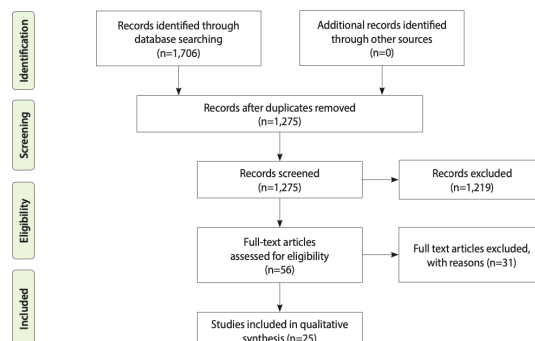 Identification
Records identified through
database searching
(n=1,706)
Additional records identified
through other sources
(n=0)
Records after duplicates removed
(n=1,275)
Screening
Records screened
(n=1,275)
Records excluded
(n=1,219)
Eligibility
Full-text articles
assessed for eligibility
(n=56)
Full text articles excluded,
with reasons (n=31)
Included
Studies included in qualitative
synthesis (n=25)